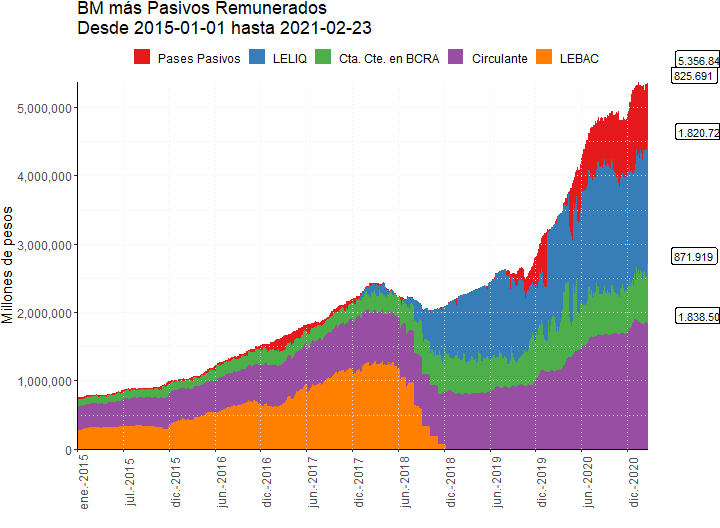 BM más Pasivos Remunerados
Desde 2015-01-01 hasta 2021-02-23
Pases Pasivos LELIQ Cta. Cte. en BCRA Circulante LEBAC
5.356.84
825.691
1.820.72
871.919
1.838.50
Millones de pesos
5,000,000
4,000,000
3,000,000
2,000,000
1,000,000
0
ene.-2015
jul.-2015
dic.-2015
jun.-2016
dic.-2016
jun.-2017
dic.-2017
jun.-2018
dic.-2018
jun.-2019
dic.-2019
jun.-2020
dic.-2020